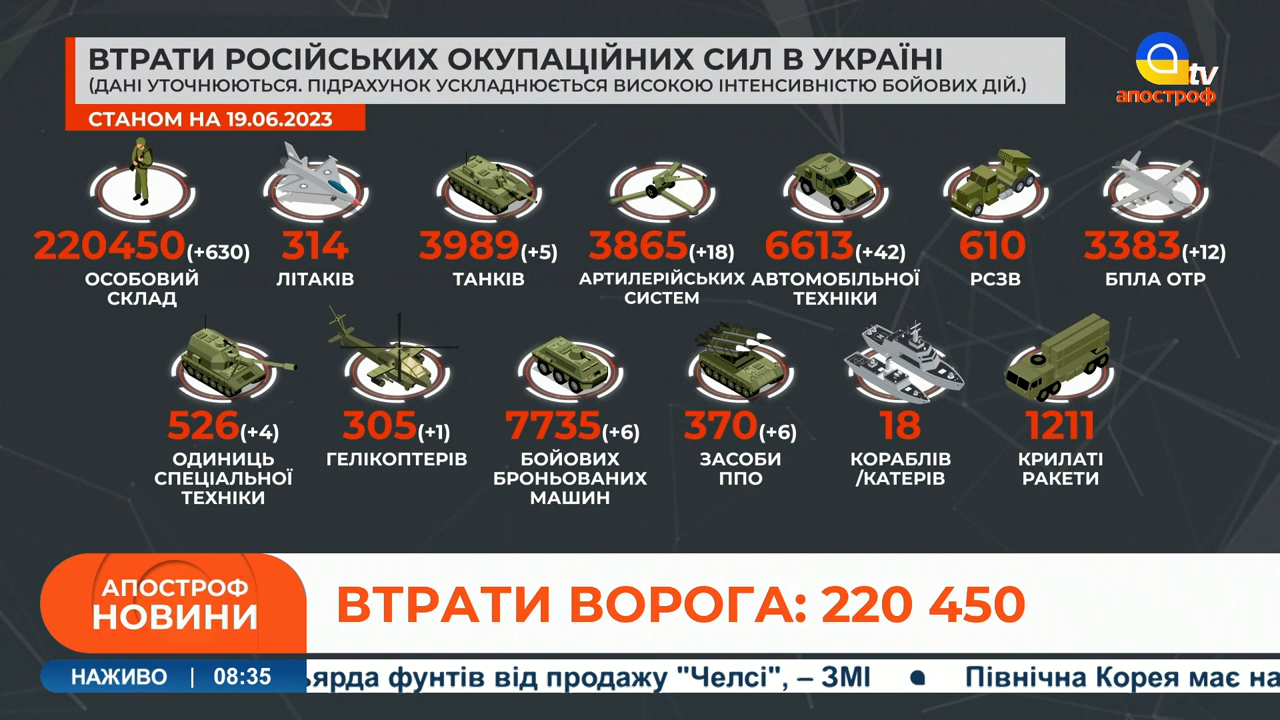 ВТРАТИ РОСІЙСЬКИХ ОКУПАЦІЙНИХ СИЛ В УКРАЇНІ
(ДАНІ УТОЧНЮЮТЬСЯ. ПІДРАХУНОК УСКЛАДНЮЄТЬСЯ ВИСОКОЮ ІНТЕНСИВНІСТЮ БОЙОВИХ ДІЙ.)
СТАНОМ НА 19.06.2023
tv
апостроф
220450(+630)
ОСОБОВИЙ
СКЛАД
314
ЛІТАКІВ
3989(+5)
ТАНКІВ
3865(+18)
АРТИЛЕРІЙСЬКИХ
СИСТЕМ
6613(+42)
АВТОМОБІЛЬНОЇ
ТЕХНІКИ
610
РСЗВ
3383(+12)
БПЛА ОТР
526(+4)
ОДИНИЦЬ
СПЕЦІАЛЬНОЇ
ТЕХНІКИ
305(+1)
ГЕЛІКОПТЕРІВ
7735(+6)
БОЙОВИХ
БРОНЬОВАНИХ
МАШИН
370(+6)
ЗАСОБИ
ППО
18
КОРАБЛІВ
/КАТЕРІВ
1211
КРИЛАТІ
РАКЕТИ
АПОСТРОФ
НОВИНИ
ВТРАТИ ВОРОГА: 220 450
НАЖИВО | 08:35
ьярда фунтів від продажу "Челсі", – ЗМІ • Північна Корея має на